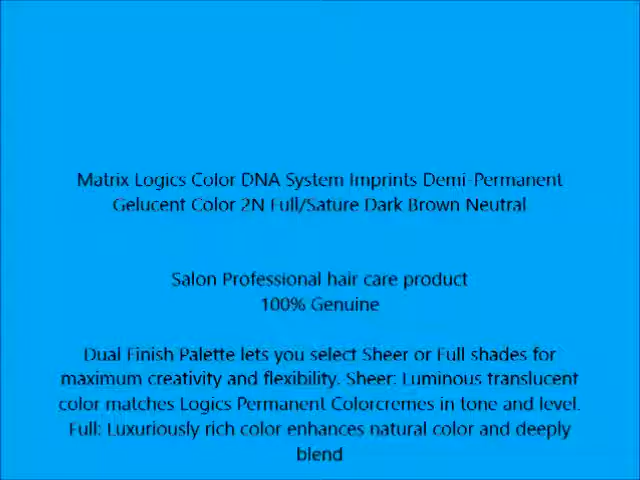 Matrix Logics Color DNA System Imprints Demi-Permanent
Gelucent Color 2N Full/Sature Dark Brown Neutral
Salon Professional hair care product
100% Genuine
Dual Finish Palette lets you select Sheer or Full shades for
maximum creativity and flexibility. Sheer: Luminous translucent
color matches Logics Permanent Colorcremes in tone and level.
Full: Luxuriously rich color enhances natural color and deeply
blend